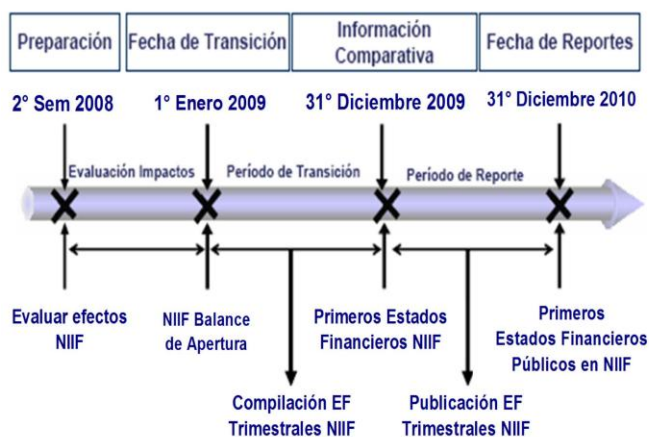 Preparación
Fecha de Transición
Información
Comparativa
Fecha de Reportes
2° Sem 2008
1° Enero 2009
31° Diciembre 2009
31° Diciembre 2010
Evaluación Impactos
Período de Transición
Período de Reporte
Evaluar efectos
NIIF
NIIF Balance
de Apertura
Primeros Estados
Financieros NIIF
Primeros
Estados Financieros
Públicos en NIIF
Compilación EF
Trimestrales NIIF
Publicación EF
Trimestrales NIIF